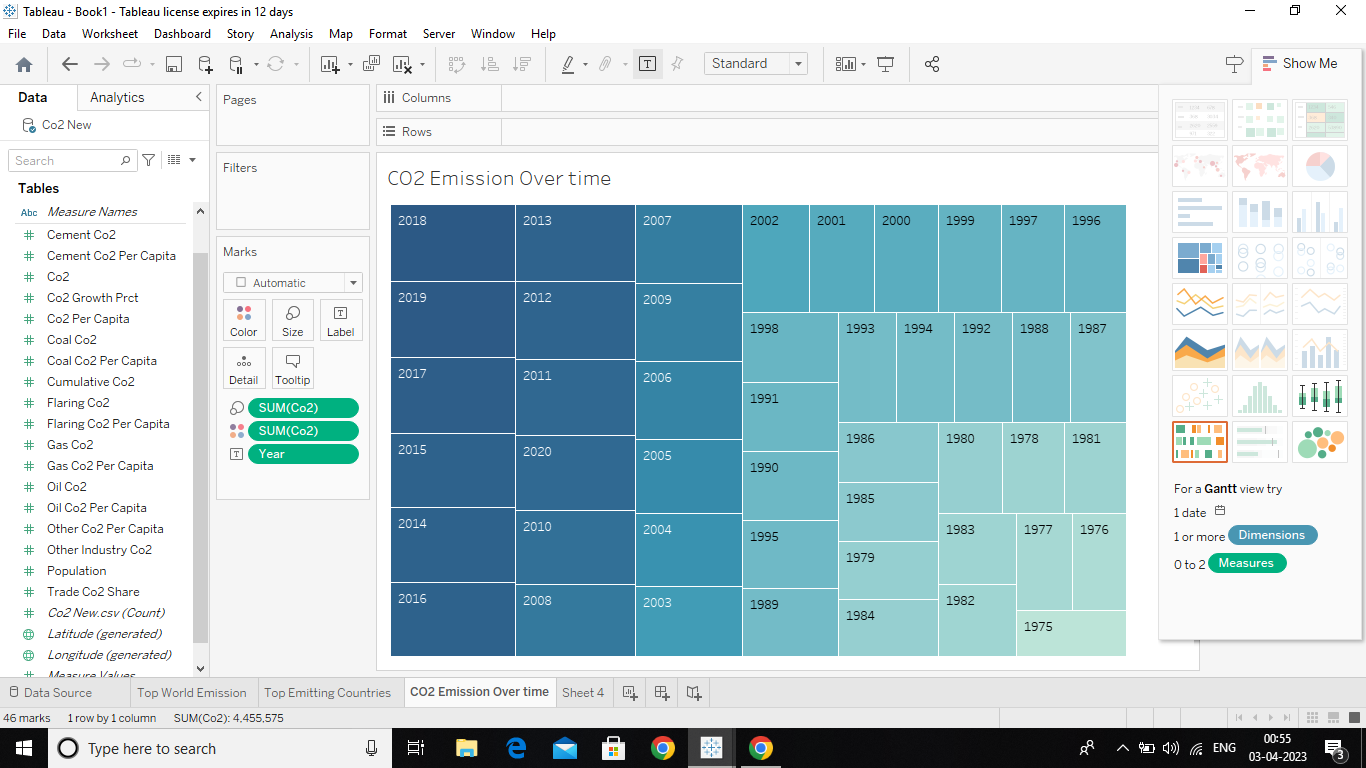 Tableau - Book1 - Tableau license expires in 12 days
File Data Worksheet Dashboard Story Analysis Map Format Server Window Help
Standard
Show Me
Data Analytics
Co2 New
Search
Tables
Abc Measure Names
Cement Co2
Cement Co2 Per Capita
Co2
Co2 Growth Prct
Co2 Per Capita
Coal Co2
Coal Co2 Per Capita
Cumulative Co2
Flaring Co2
Flaring Co2 Per Capita
Gas Co2
Gas Co2 Per Capita
Oil Co2
Oil Co2 Per Capita
Other Co2 Per Capita
Other Industry Co2
Population
Trade Co2 Share
Co2 New.csv (Count)
Latitude (generated)
Longitude (generated)
Measure Values
Pages
Filters
Marks
Automatic
Color Size Label
Detail Tooltip
SUM(Co2)
SUM(Co2)
Year
Columns
Rows
CO2 Emission Over time
2018 2013 2007 2002 2001 2000 1999 1997 1996
2019 2012 2009
1998 1993 1994 1992 1988 1987
2017 2011 2006
1991
2015 2020 2005
1986 1980 1978 1981
1990
1985
2014 2010 2004
1995 1983 1977 1976
1979
2016 2008 2003
1989 1982
1984
1975
For a Gantt view try
1 date
1 or more Dimensions
0 to 2 Measures
Data Source Top World Emission Top Emitting Countries CO2 Emission Over time Sheet 4
46 marks 1 row by 1 column SUM(Co2): 4,455,575
Type here to search
ENG
00:55
03-04-2023
3